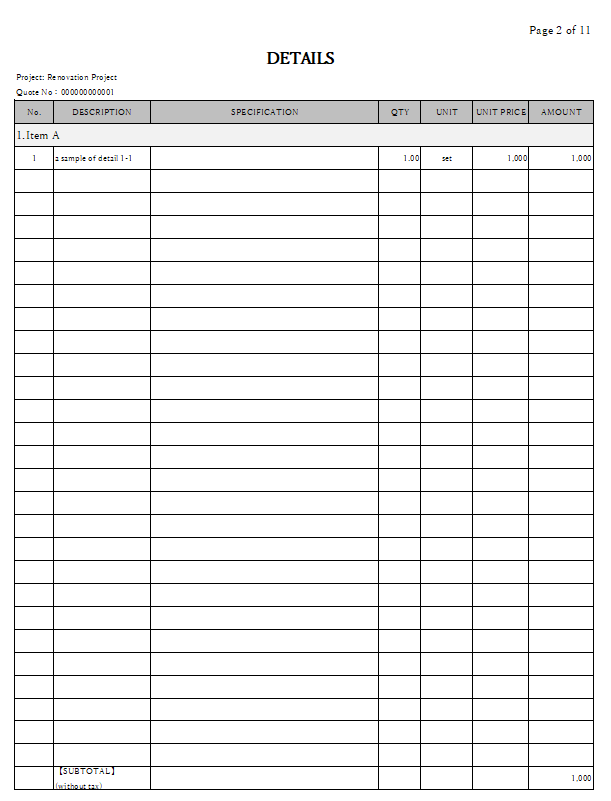 Page 2 of 11
DETAILS
Project: Renovation Project
Quote No：000000000001
No. DESCRIPTION SPECIFICATION QTY UNIT UNIT PRICE AMOUNT
1.Item A
1 a sample of detail 1-1 1.00 set 1,000 1,000
【SUBTOTAL】
(without tax) 1,000